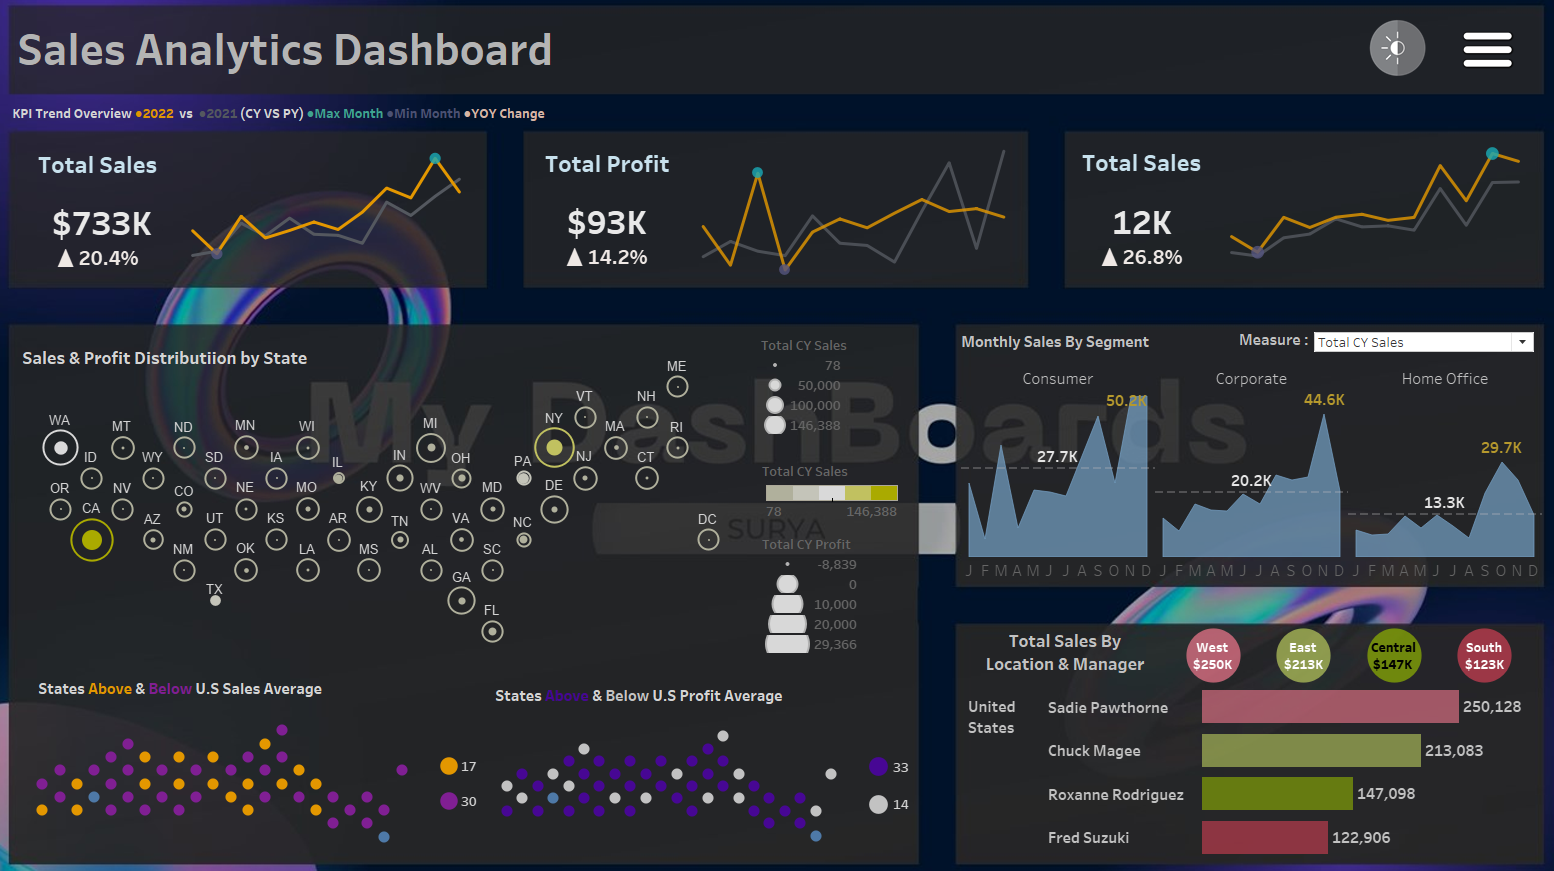 Sales Analytics Dashboard
KPI Trend Overview ●2022 vs ●2021 (CY VS PY) ●Max Month ●Min Month ●YOY Change
Total Sales
$733K
▲ 20.4%
Total Profit
$93K
▲ 14.2%
Total Sales
12K
▲ 26.8%
My DashBoards
SURYA
Sales & Profit Distributiion by State
ME
VT NH
WA MT ND MN WI MI NY MA RI
ID WY SD IA IL IN OH PA NJ CT
OR NV CO NE MO KY WV MD DE
CA AZ UT KS AR TN VA NC DC
NM OK LA MS AL SC
TX GA
FL
Total CY Sales
78
50,000
100,000
146,388
Total CY Sales
78 146,388
Total CY Profit
-8,839
0
10,000
20,000
29,366
States Above & Below U.S Sales Average
17
30
States Above & Below U.S Profit Average
33
14
Monthly Sales By Segment
Measure : Total CY Sales
Consumer Corporate Home Office
50.2K 44.6K 29.7K
27.7K 20.2K 13.3K
J F M A M J J A S O N D J F M A M J J A S O N D J F M A M J J A S O N D
Total Sales By
Location & Manager
West
$250K
East
$213K
Central
$147K
South
$123K
United
States
Sadie Pawthorne 250,128
Chuck Magee 213,083
Roxanne Rodriguez 147,098
Fred Suzuki 122,906